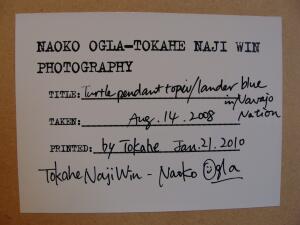 NAOKO OGLA-TOKAHE NAJI WIN
PHOTOGRAPHY
TITLE: Turtle pendant topin/lander blue
in Navajo
Nation
TAKEN: Aug. 14. 2008
PRINTED: by Tokahe Jan. 21. 2010
Tokahe Naji Win - Naoko Ogla